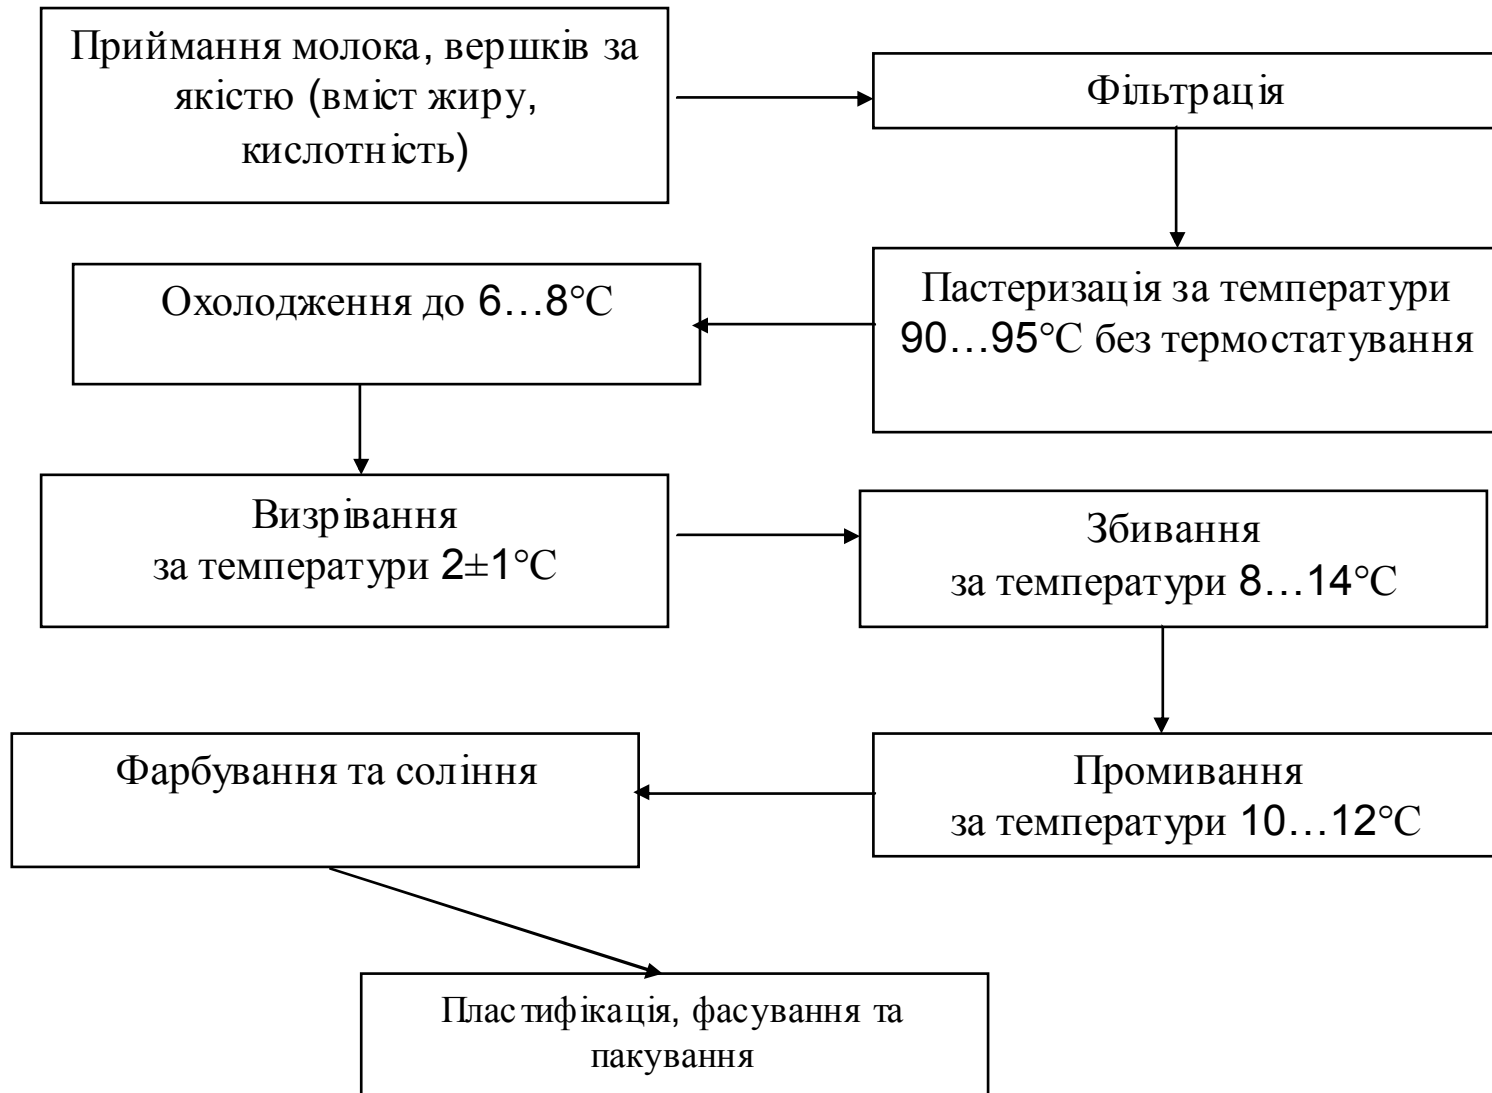 Приймання молока, вершків за
якістю (вміст жиру,
кислотність)
Фільтрація
Пастеризація за температури
90…95°С без термостатування
Охолодження до 6…8°С
Визрівання
за температури 2±1°С
Збивання
за температури 8…14°С
Промивання
за температури 10…12°С
Фарбування та соління
Пластифікація, фасування та
пакування